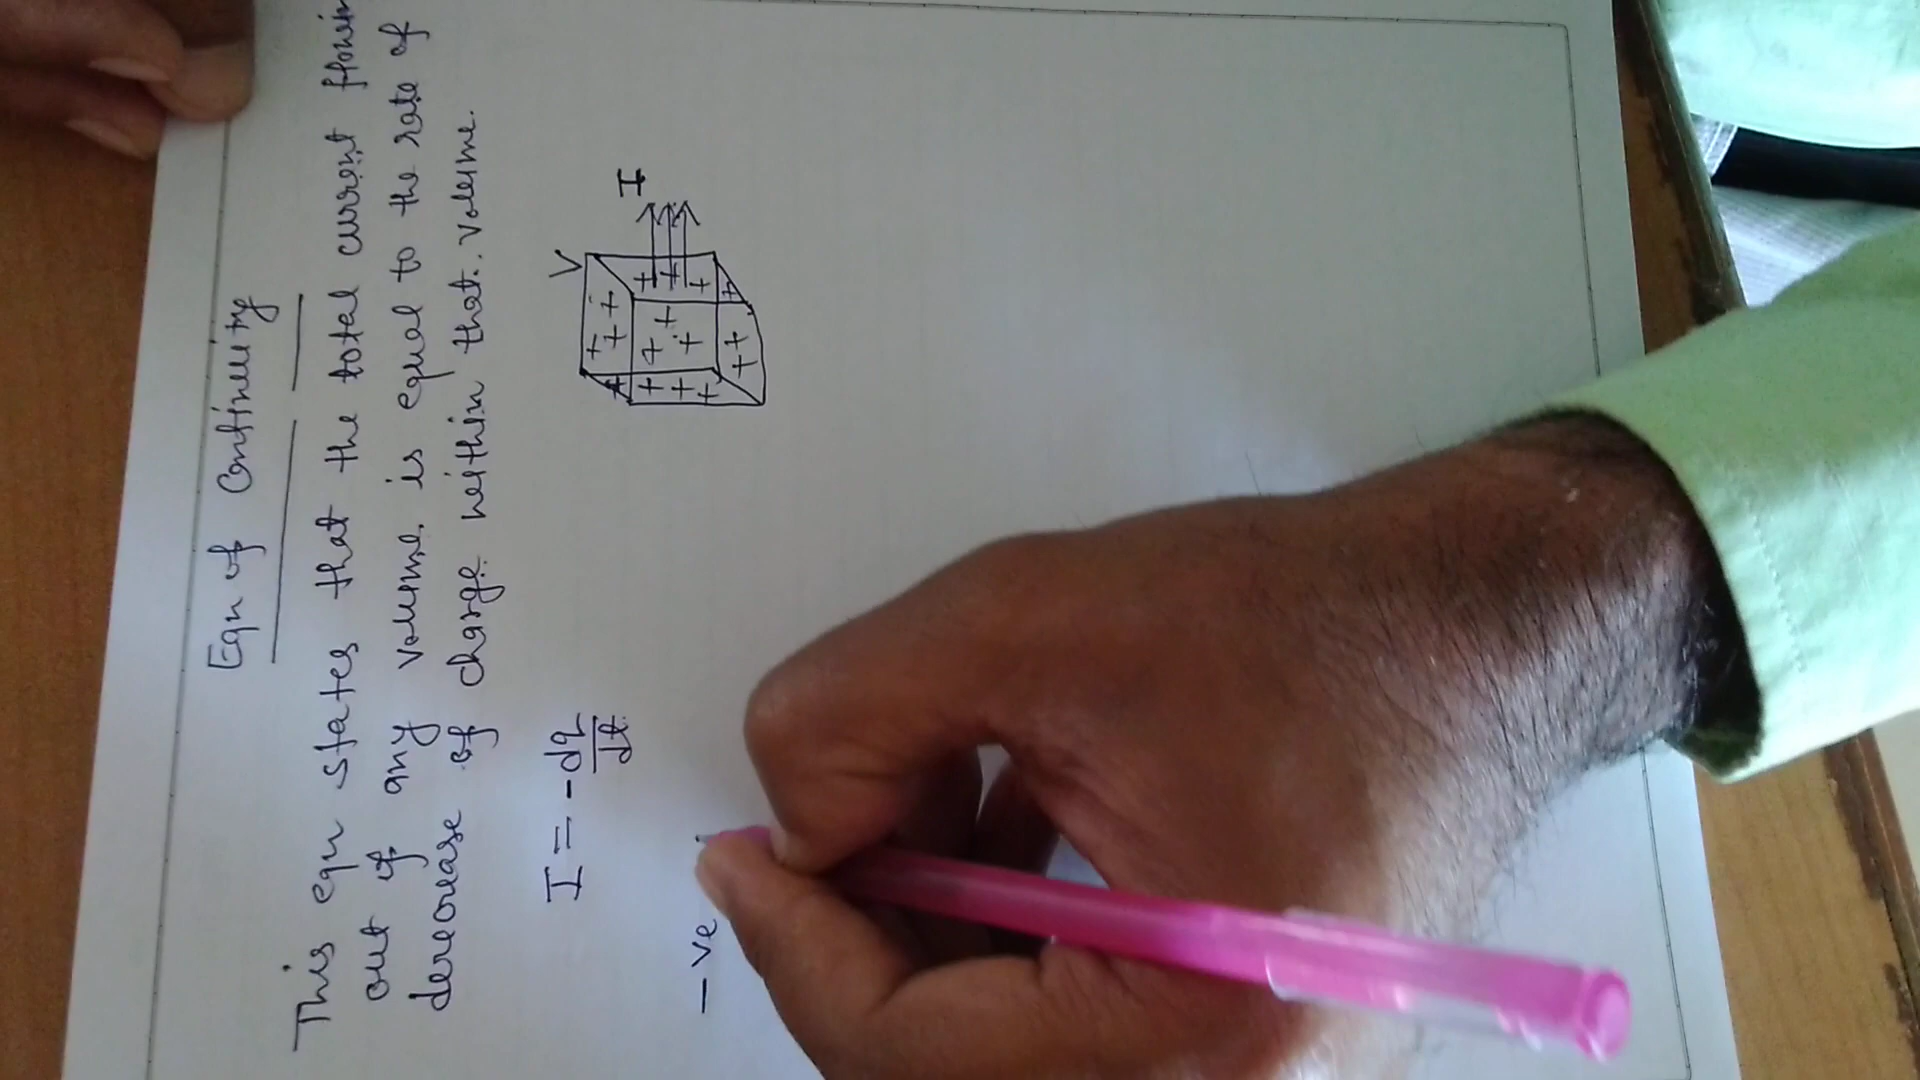 Eqn of Continuity
This eqn states that the total current flowin
out of any volume is equal to the rate of
derecrease of charge within that volume.
I = -dq/dt
V
I
-ve